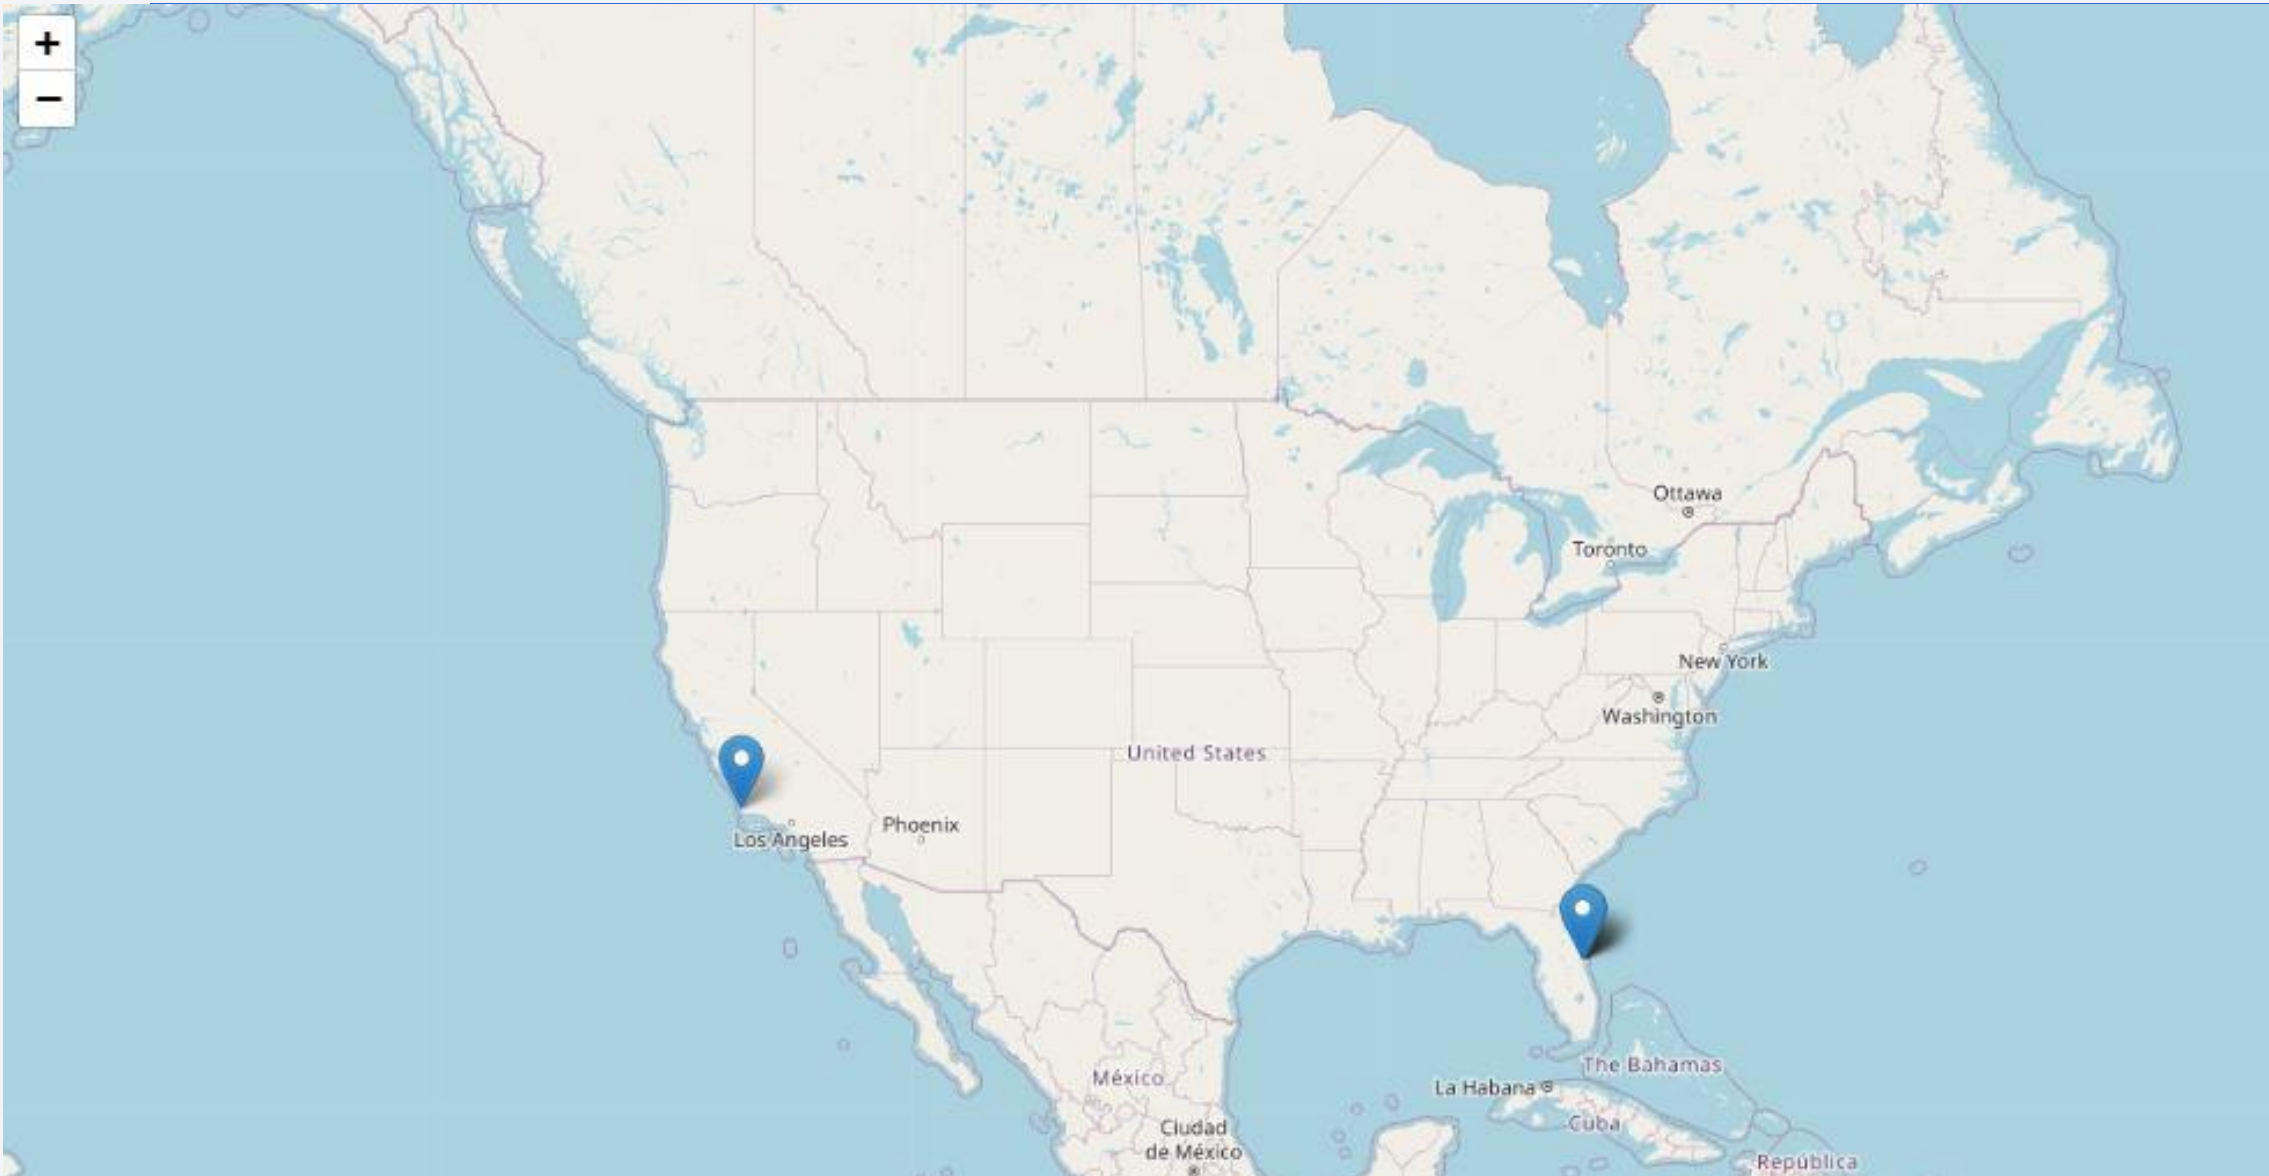 +
−
Ottawa
Toronto
New York
Washington
United States
Los Angeles
Phoenix
The Bahamas
México
La Habana
Cuba
Ciudad
de México
República